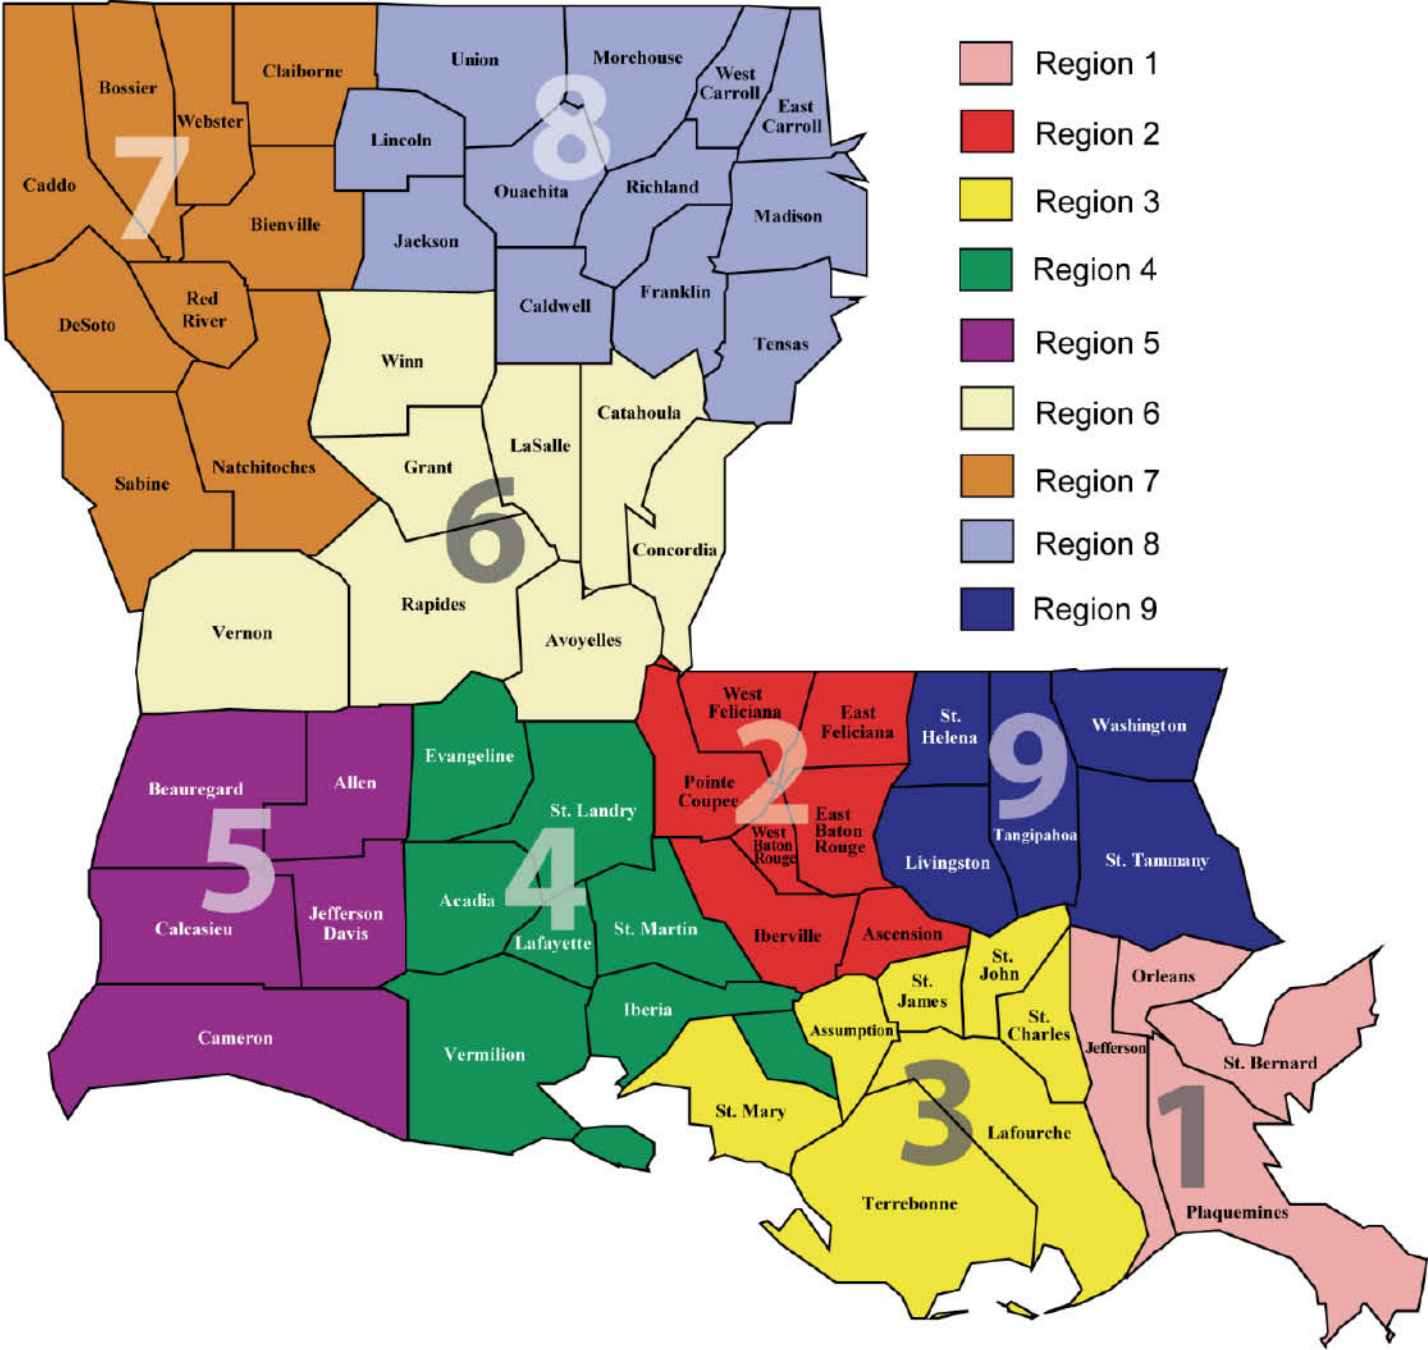 Union
Morehouse
Claiborne
West
Carroll
Bossier
East
Carroll
Webster
8
Lincoln
7
Caddo
Richland
Ouachita
Madison
Bienville
Jackson
Red
River
Franklin
Caldwell
DeSoto
Tensas
Winn
Catahoula
LaSalle
Grant
Natchitoches
Sabine
6
Concordia
Rapides
Vernon
Avoyelles
West
Feliciana
East
Feliciana
St.
Helena
9
Washington
Evangeline
2
Beauregard
Allen
Pointe
Coupee
St. Landry
East
Baton
Rouge
West
Baton
Rouge
Tangipahoa
5
4
Livingston
St. Tammany
Acadia
Jefferson
Davis
Calcasieu
St. Martin
Lafayette
Iberville
Ascension
St.
John
Orleans
St.
James
Iberia
St.
Charles
Assumption
Cameron
Vermilion
Jefferson
St. Bernard
3
St. Mary
1
Lafourche
Terrebonne
Plaquemines
Region 1
Region 2
Region 3
Region 4
Region 5
Region 6
Region 7
Region 8
Region 9